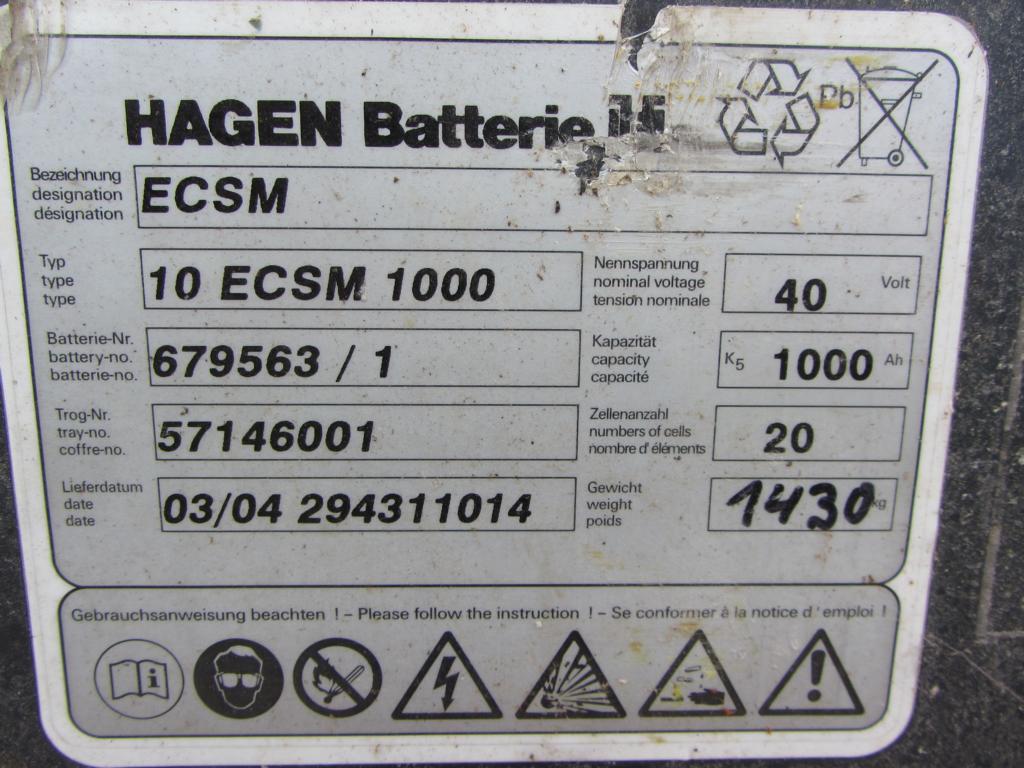 HAGEN Batterie
Pb
Bezeichnung
designation
désignation
ECSM
Typ
type
type
10 ECSM 1000
Nennspannung
nominal voltage
tension nominale
40 Volt
Batterie-Nr.
battery-no.
batterie-no.
679563 / 1
Kapazität
capacity
capacité
K5 1000 Ah
Trog-Nr.
tray-no.
coffre-no.
57146001
Zellenanzahl
numbers of cells
nombre d'éléments
20
Lieferdatum
date
date
03/04 294311014
Gewicht
weight
poids
1430 kg
Gebrauchsanweisung beachten ! – Please follow the instruction ! – Se conformer à la notice d'emploi !
i